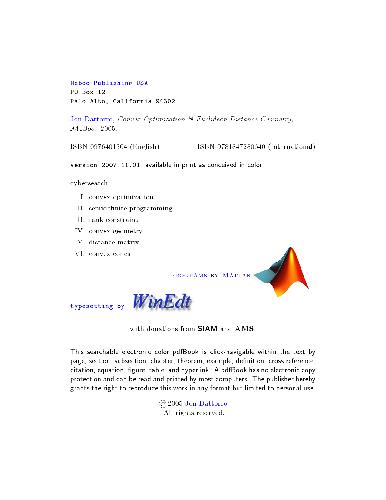 Meboo Publishing USA
PO Box 12
Palo Alto, California 94302
Jon Dattorro, Convex Optimization & Euclidean Distance Geometry,
Meboo, 2005.
ISBN 0976401304 (English) ISBN 9781847280640 (International)
version 2007.11.01 available in print as conceived in color
cybersearch:
I. convex optimization
II. semidefinite programming
III. rank constraint
IV. convex geometry
V. distance matrix
VI. convex cones
programs by Matlab
typesetting by WinEdt
with donations from SIAM and AMS.
This searchable electronic color pdfBook is click-navigable within the text by
page, section, subsection, chapter, theorem, example, definition, cross reference,
citation, equation, figure, table, and hyperlink. A pdfBook has no electronic copy
protection and can be read and printed by most computers. The publisher hereby
grants the right to reproduce this work in any format but limited to personal use.
© 2005 Jon Dattorro
All rights reserved.